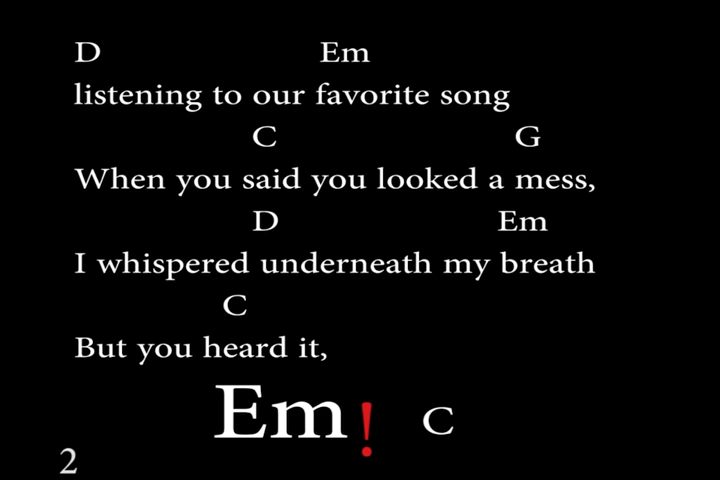 D Em
listening to our favorite song
C G
When you said you looked a mess,
D Em
I whispered underneath my breath
C
But you heard it,
Em! C
2